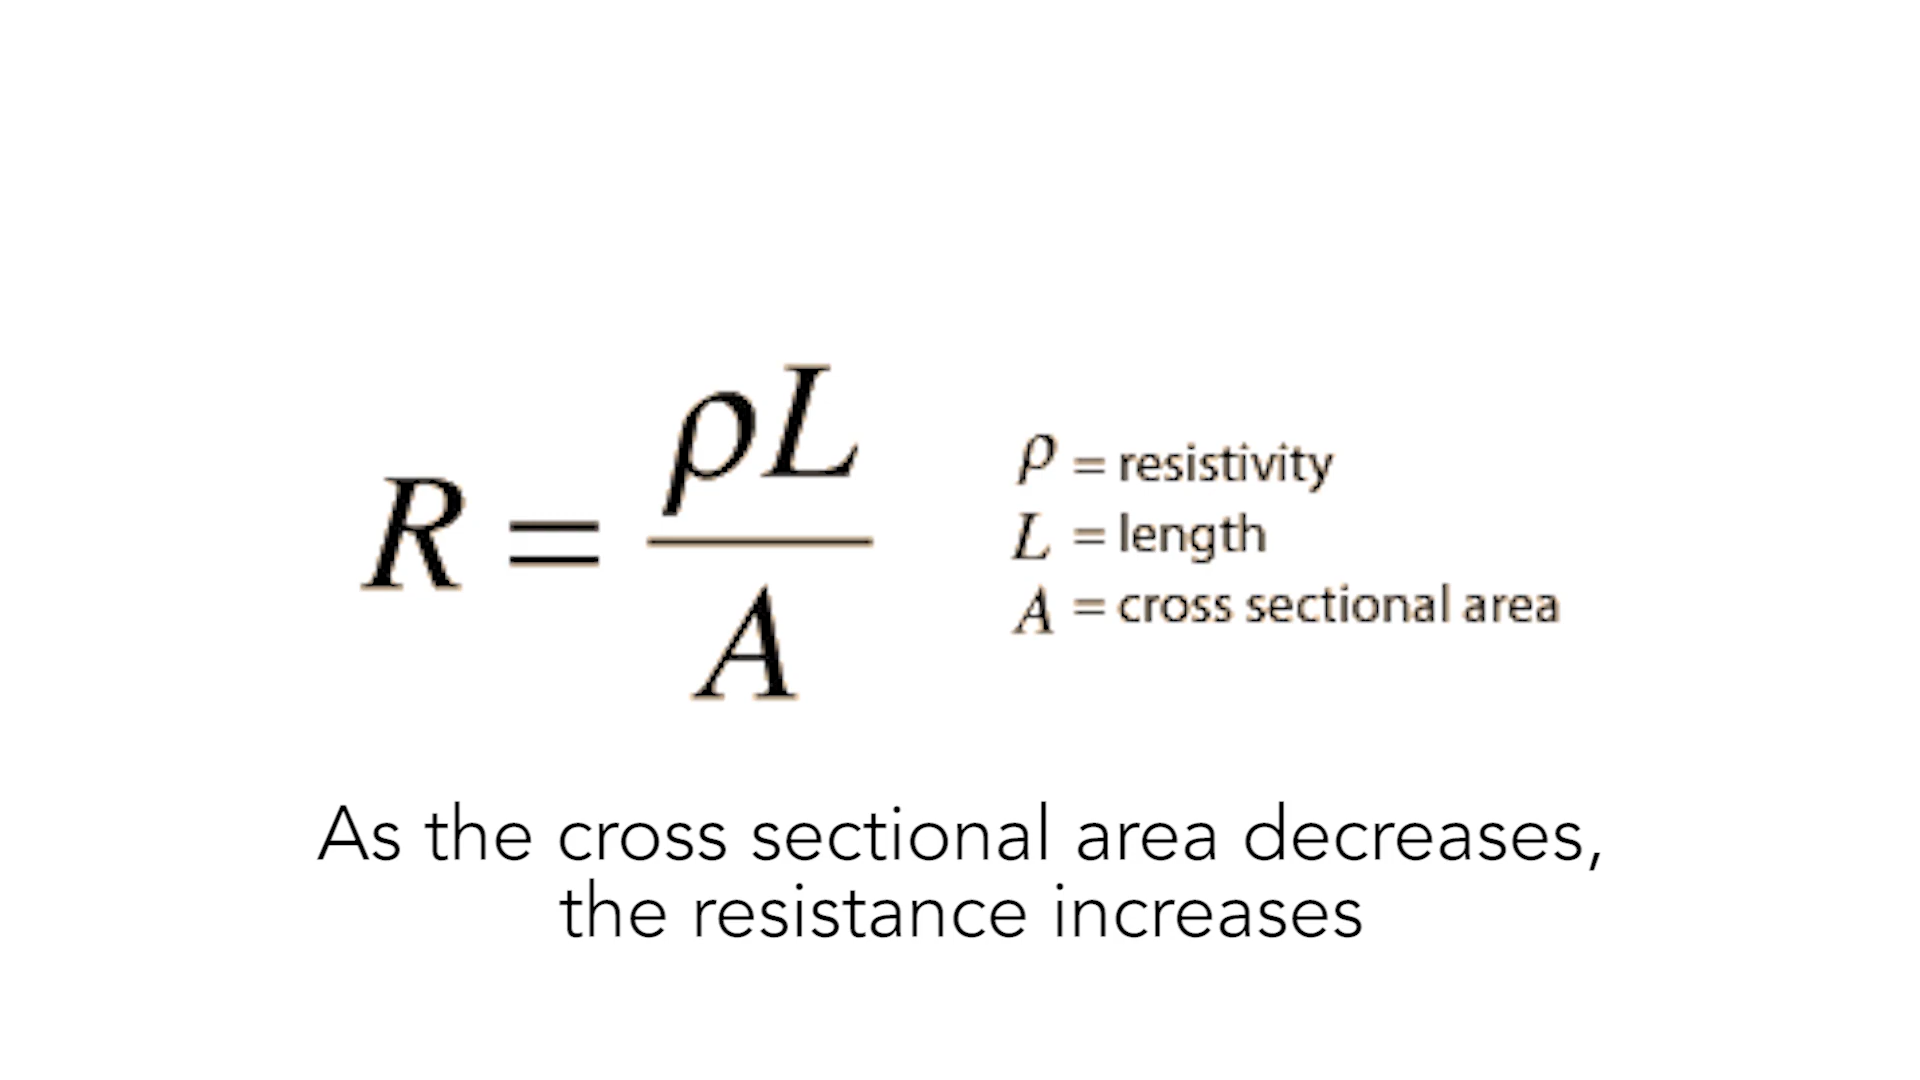 R = ρL / A
ρ = resistivity
L = length
A = cross sectional area
As the cross sectional area decreases,
the resistance increases